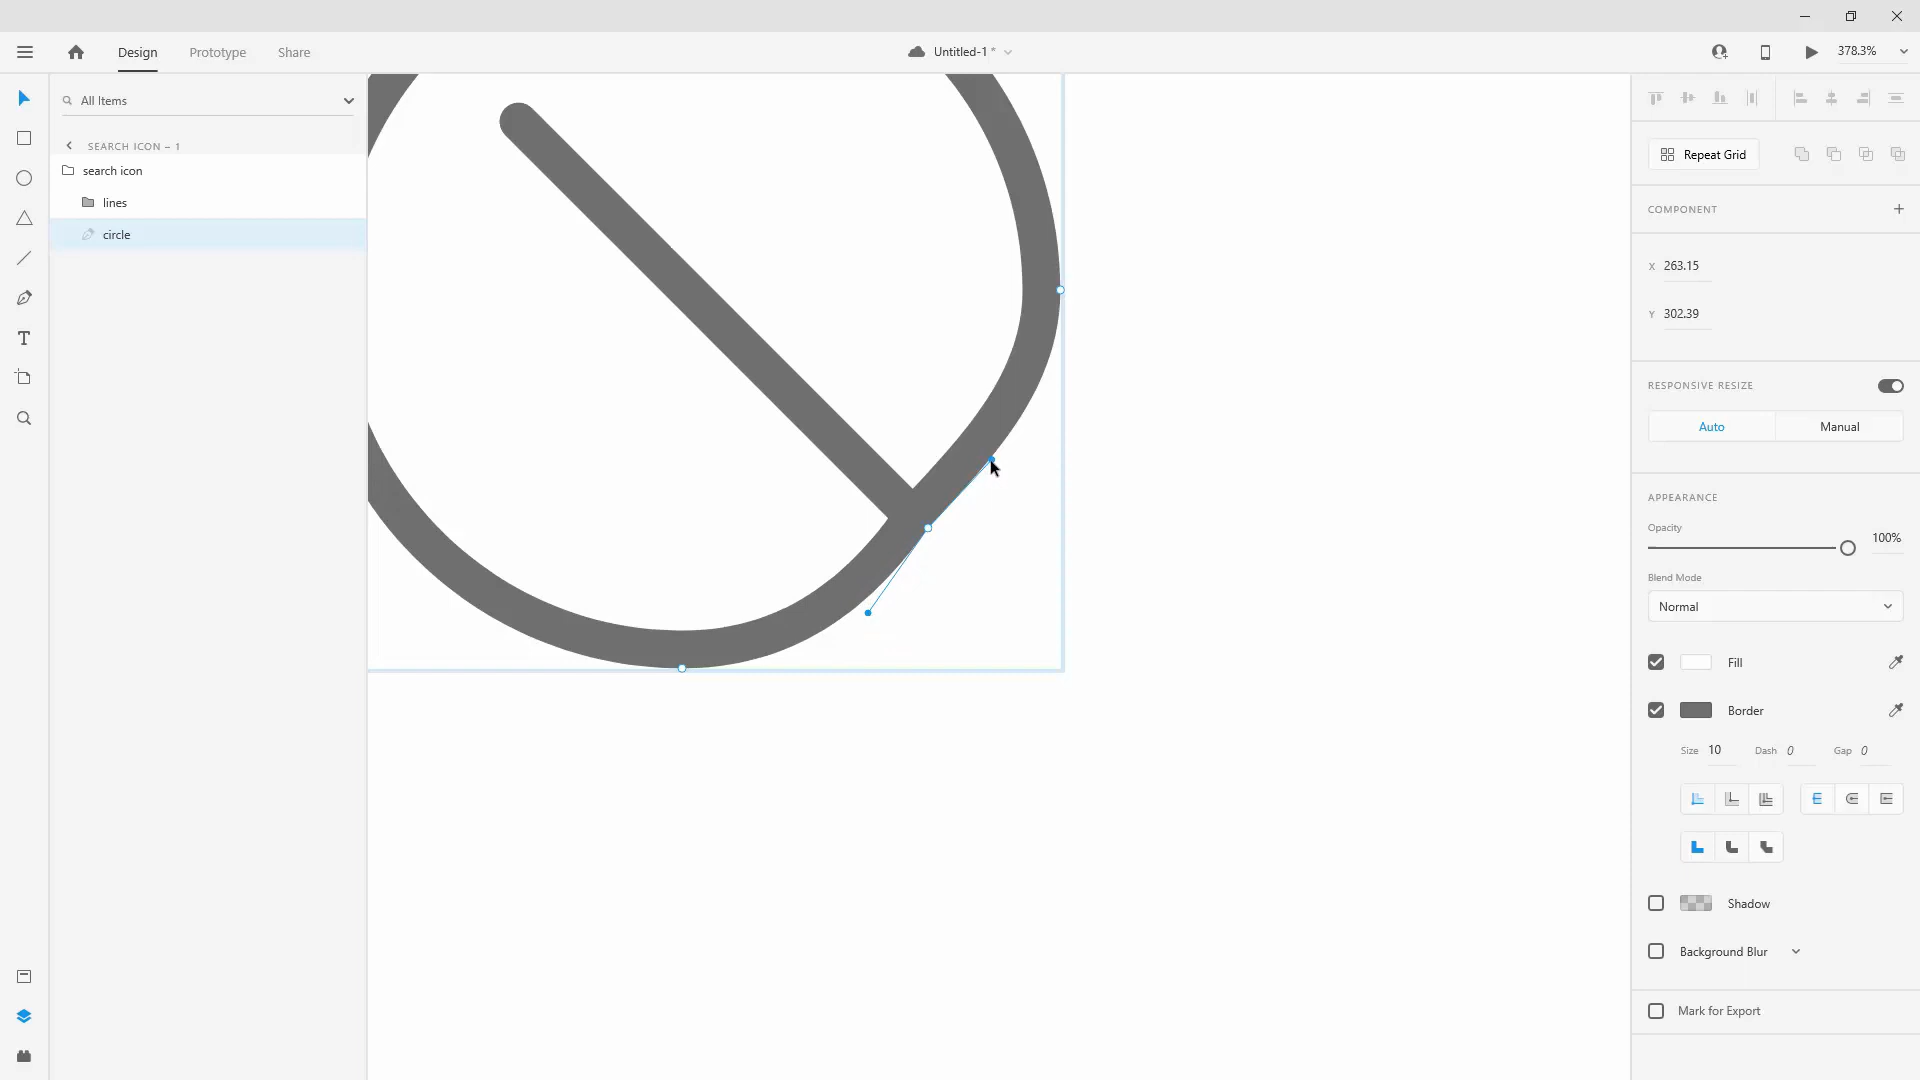 Design Prototype Share
Untitled-1 *
378.3%
All Items
SEARCH ICON – 1
search icon
lines
circle
Repeat Grid
COMPONENT
X 263.15
Y 302.39
RESPONSIVE RESIZE
Auto Manual
APPEARANCE
Opacity
100%
Blend Mode
Normal
Fill
Border
Size 10 Dash 0 Gap 0
Shadow
Background Blur
Mark for Export